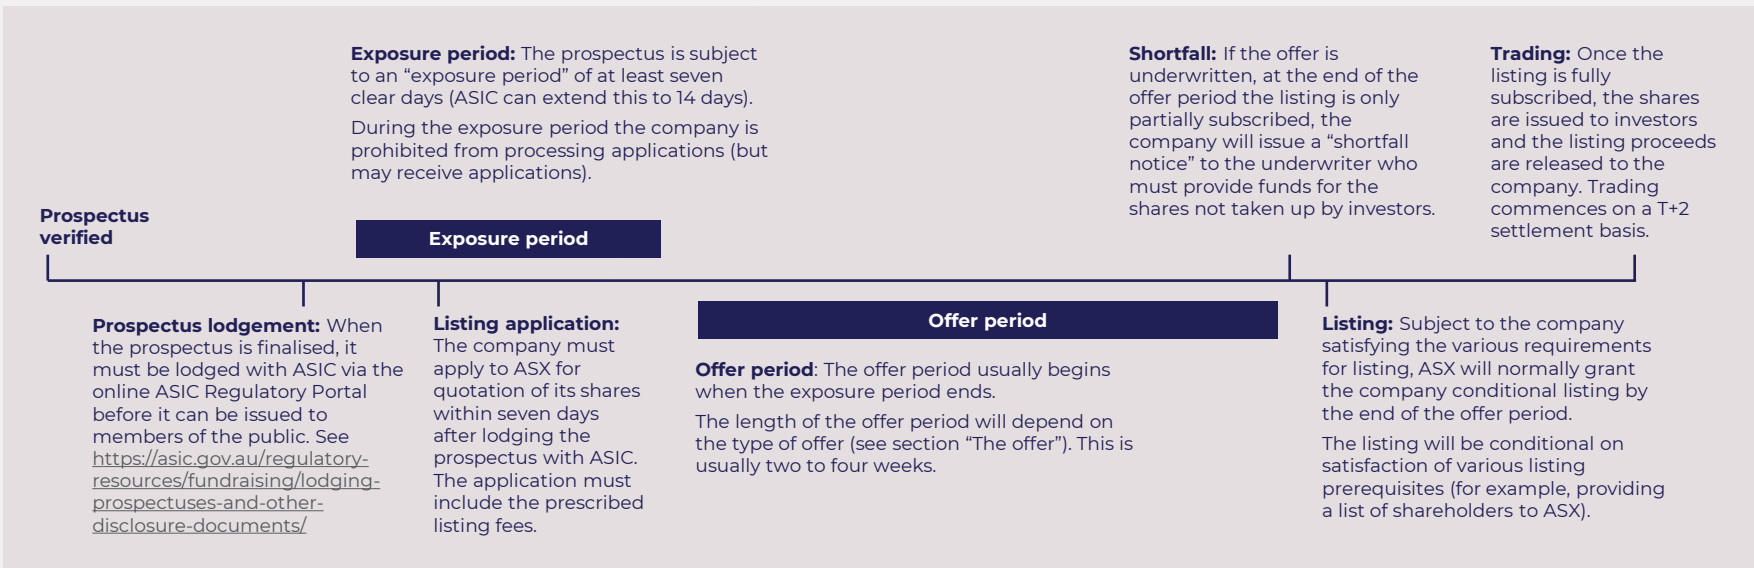 Exposure period: The prospectus is subject
to an “exposure period” of at least seven
clear days (ASIC can extend this to 14 days).
During the exposure period the company is
prohibited from processing applications (but
may receive applications).
Shortfall: If the offer is
underwritten, at the end of the
offer period the listing is only
partially subscribed, the
company will issue a “shortfall
notice” to the underwriter who
must provide funds for the
shares not taken up by investors.
Trading: Once the
listing is fully
subscribed, the shares
are issued to investors
and the listing proceeds
are released to the
company. Trading
commences on a T+2
settlement basis.
Prospectus
verified
Exposure period
Prospectus lodgement: When
the prospectus is finalised, it
must be lodged with ASIC via the
online ASIC Regulatory Portal
before it can be issued to
members of the public. See
https://asic.gov.au/regulatory-
resources/fundraising/lodging-
prospectuses-and-other-
disclosure-documents/
Listing application:
The company must
apply to ASX for
quotation of its shares
within seven days
after lodging the
prospectus with ASIC.
The application must
include the prescribed
listing fees.
Offer period
Offer period: The offer period usually begins
when the exposure period ends.
The length of the offer period will depend on
the type of offer (see section “The offer”). This is
usually two to four weeks.
Listing: Subject to the company
satisfying the various requirements
for listing, ASX will normally grant
the company conditional listing by
the end of the offer period.
The listing will be conditional on
satisfaction of various listing
prerequisites (for example, providing
a list of shareholders to ASX).